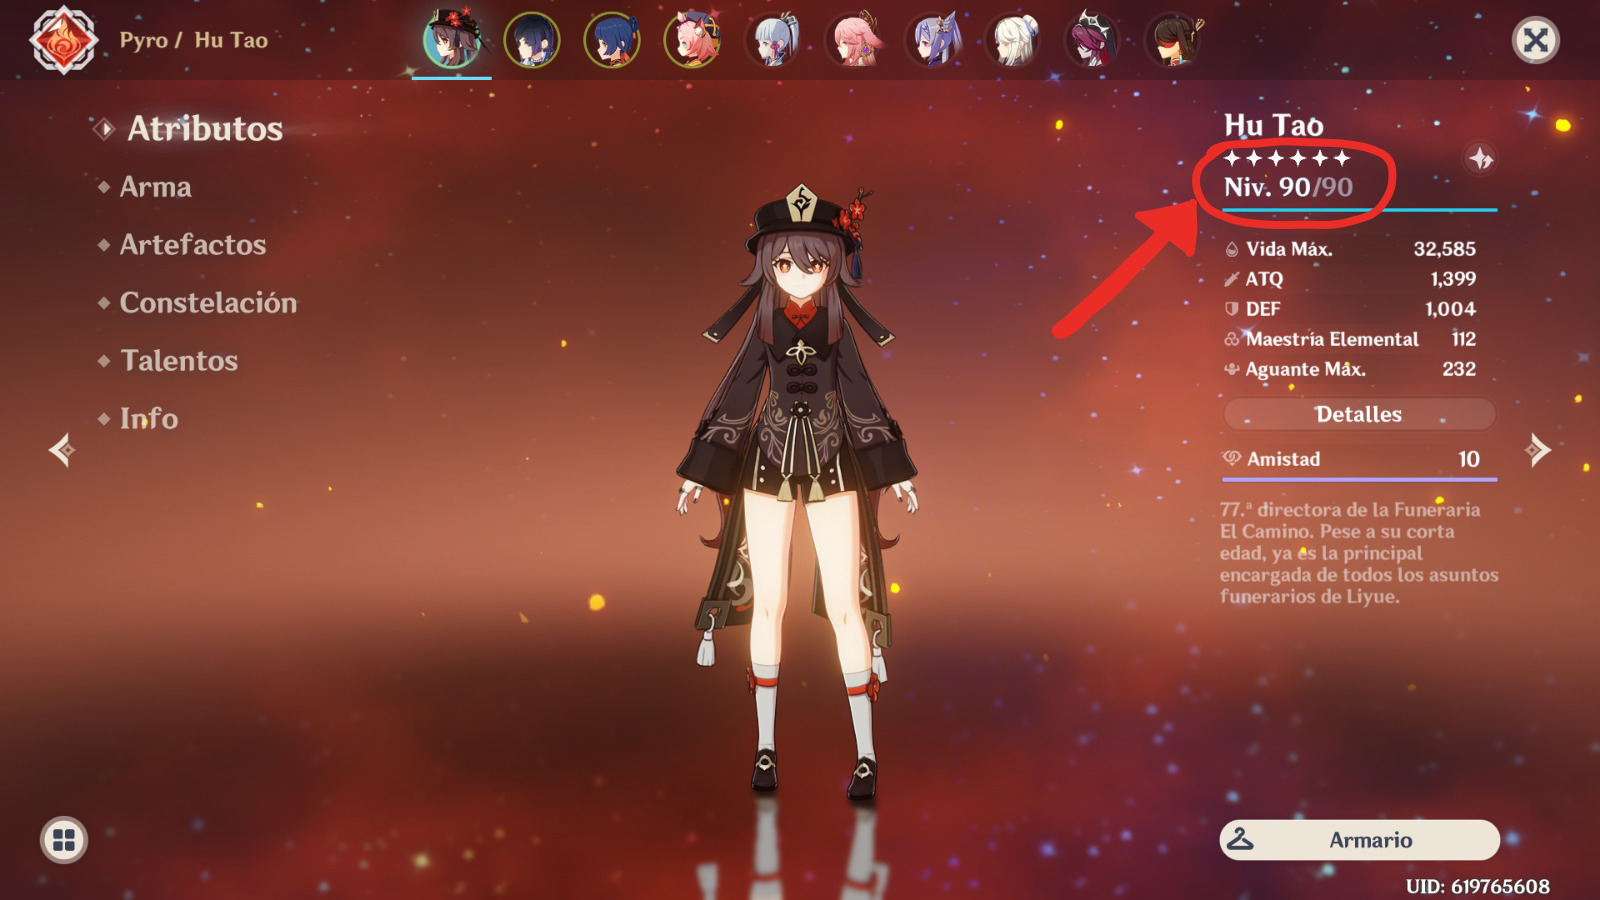 Pyro / Hu Tao
Atributos
Arma
Artefactos
Constelación
Talentos
Info
Hu Tao
Niv. 90/90
Vida Máx. 32,585
ATQ 1,399
DEF 1,004
Maestría Elemental 112
Aguante Máx. 232
Detalles
Amistad 10
77.ª directora de la Funeraria
El Camino. Pese a su corta
edad, ya es la principal
encargada de todos los asuntos
funerarios de Liyue.
Armario
UID: 619765608